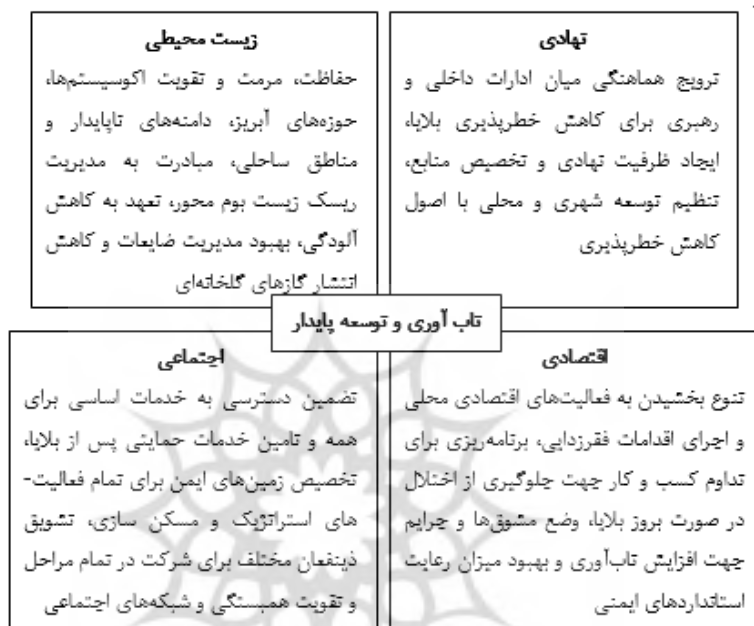 نهادی
ترویج هماهنگی میان ادارات داخلی و
رهبری برای کاهش خطرپذیری بلایا،
ایجاد ظرفیت نهادی و تخصیص منابع،
تنظیم توسعه شهری و محلی با اصول
کاهش خطرپذیری
زیست محیطی
حفاظت، مرمت و تقویت اکوسیستم‌ها،
حوزه‌های آبریز، دامنه‌های ناپایدار و
مناطق ساحلی، مبادرت به مدیریت
ریسک زیست بوم محور، تعهد به کاهش
آلودگی، بهبود مدیریت ضایعات و کاهش
انتشار گازهای گلخانه‌ای
تاب آوری و توسعه پایدار
اقتصادی
تنوع بخشیدن به فعالیت‌های اقتصادی محلی
و اجرای اقدامات فقرزدایی، برنامه‌ریزی برای
تداوم کسب و کار جهت جلوگیری از اختلال
در صورت بروز بلایا، وضع مشوق‌ها و جرایم
جهت افزایش تاب‌آوری و بهبود میزان رعایت
استانداردهای ایمنی
اجتماعی
تضمین دسترسی به خدمات اساسی برای
همه و تامین خدمات حمایتی پس از بلایا،
تخصیص زمین‌های ایمن برای تمام فعالیت-
های استراتژیک و مسکن سازی، تشویق
ذینفعان مختلف برای شرکت در تمام مراحل
و تقویت همبستگی و شبکه‌های اجتماعی